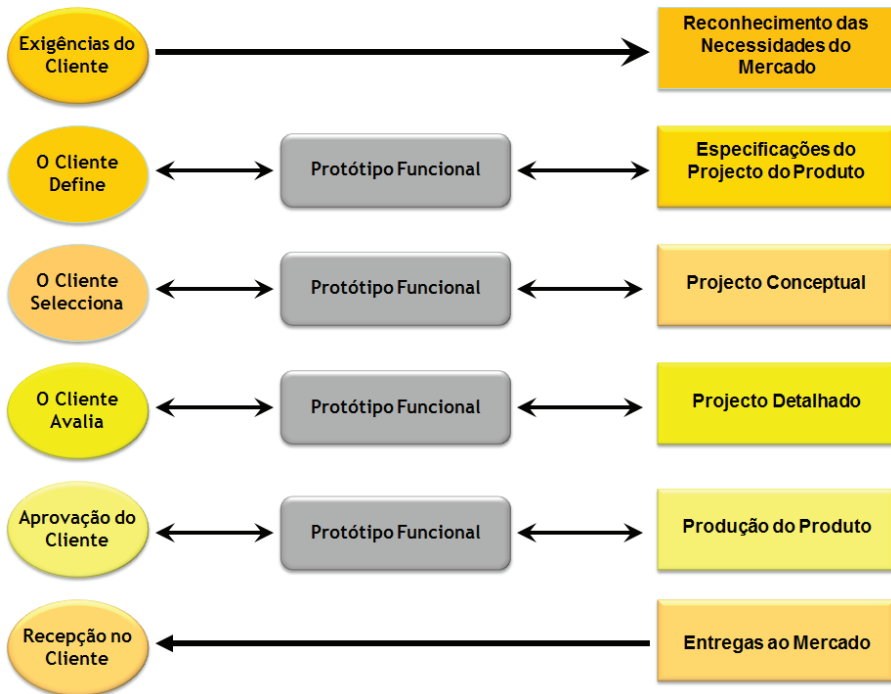 Exigências do
Cliente
Reconhecimento das
Necessidades do
Mercado
O Cliente
Define
Protótipo Funcional
Especificações do
Projecto do Produto
O Cliente
Selecciona
Protótipo Funcional
Projecto Conceptual
O Cliente
Avalia
Protótipo Funcional
Projecto Detalhado
Aprovação do
Cliente
Protótipo Funcional
Produção do Produto
Recepção no
Cliente
Entregas ao Mercado